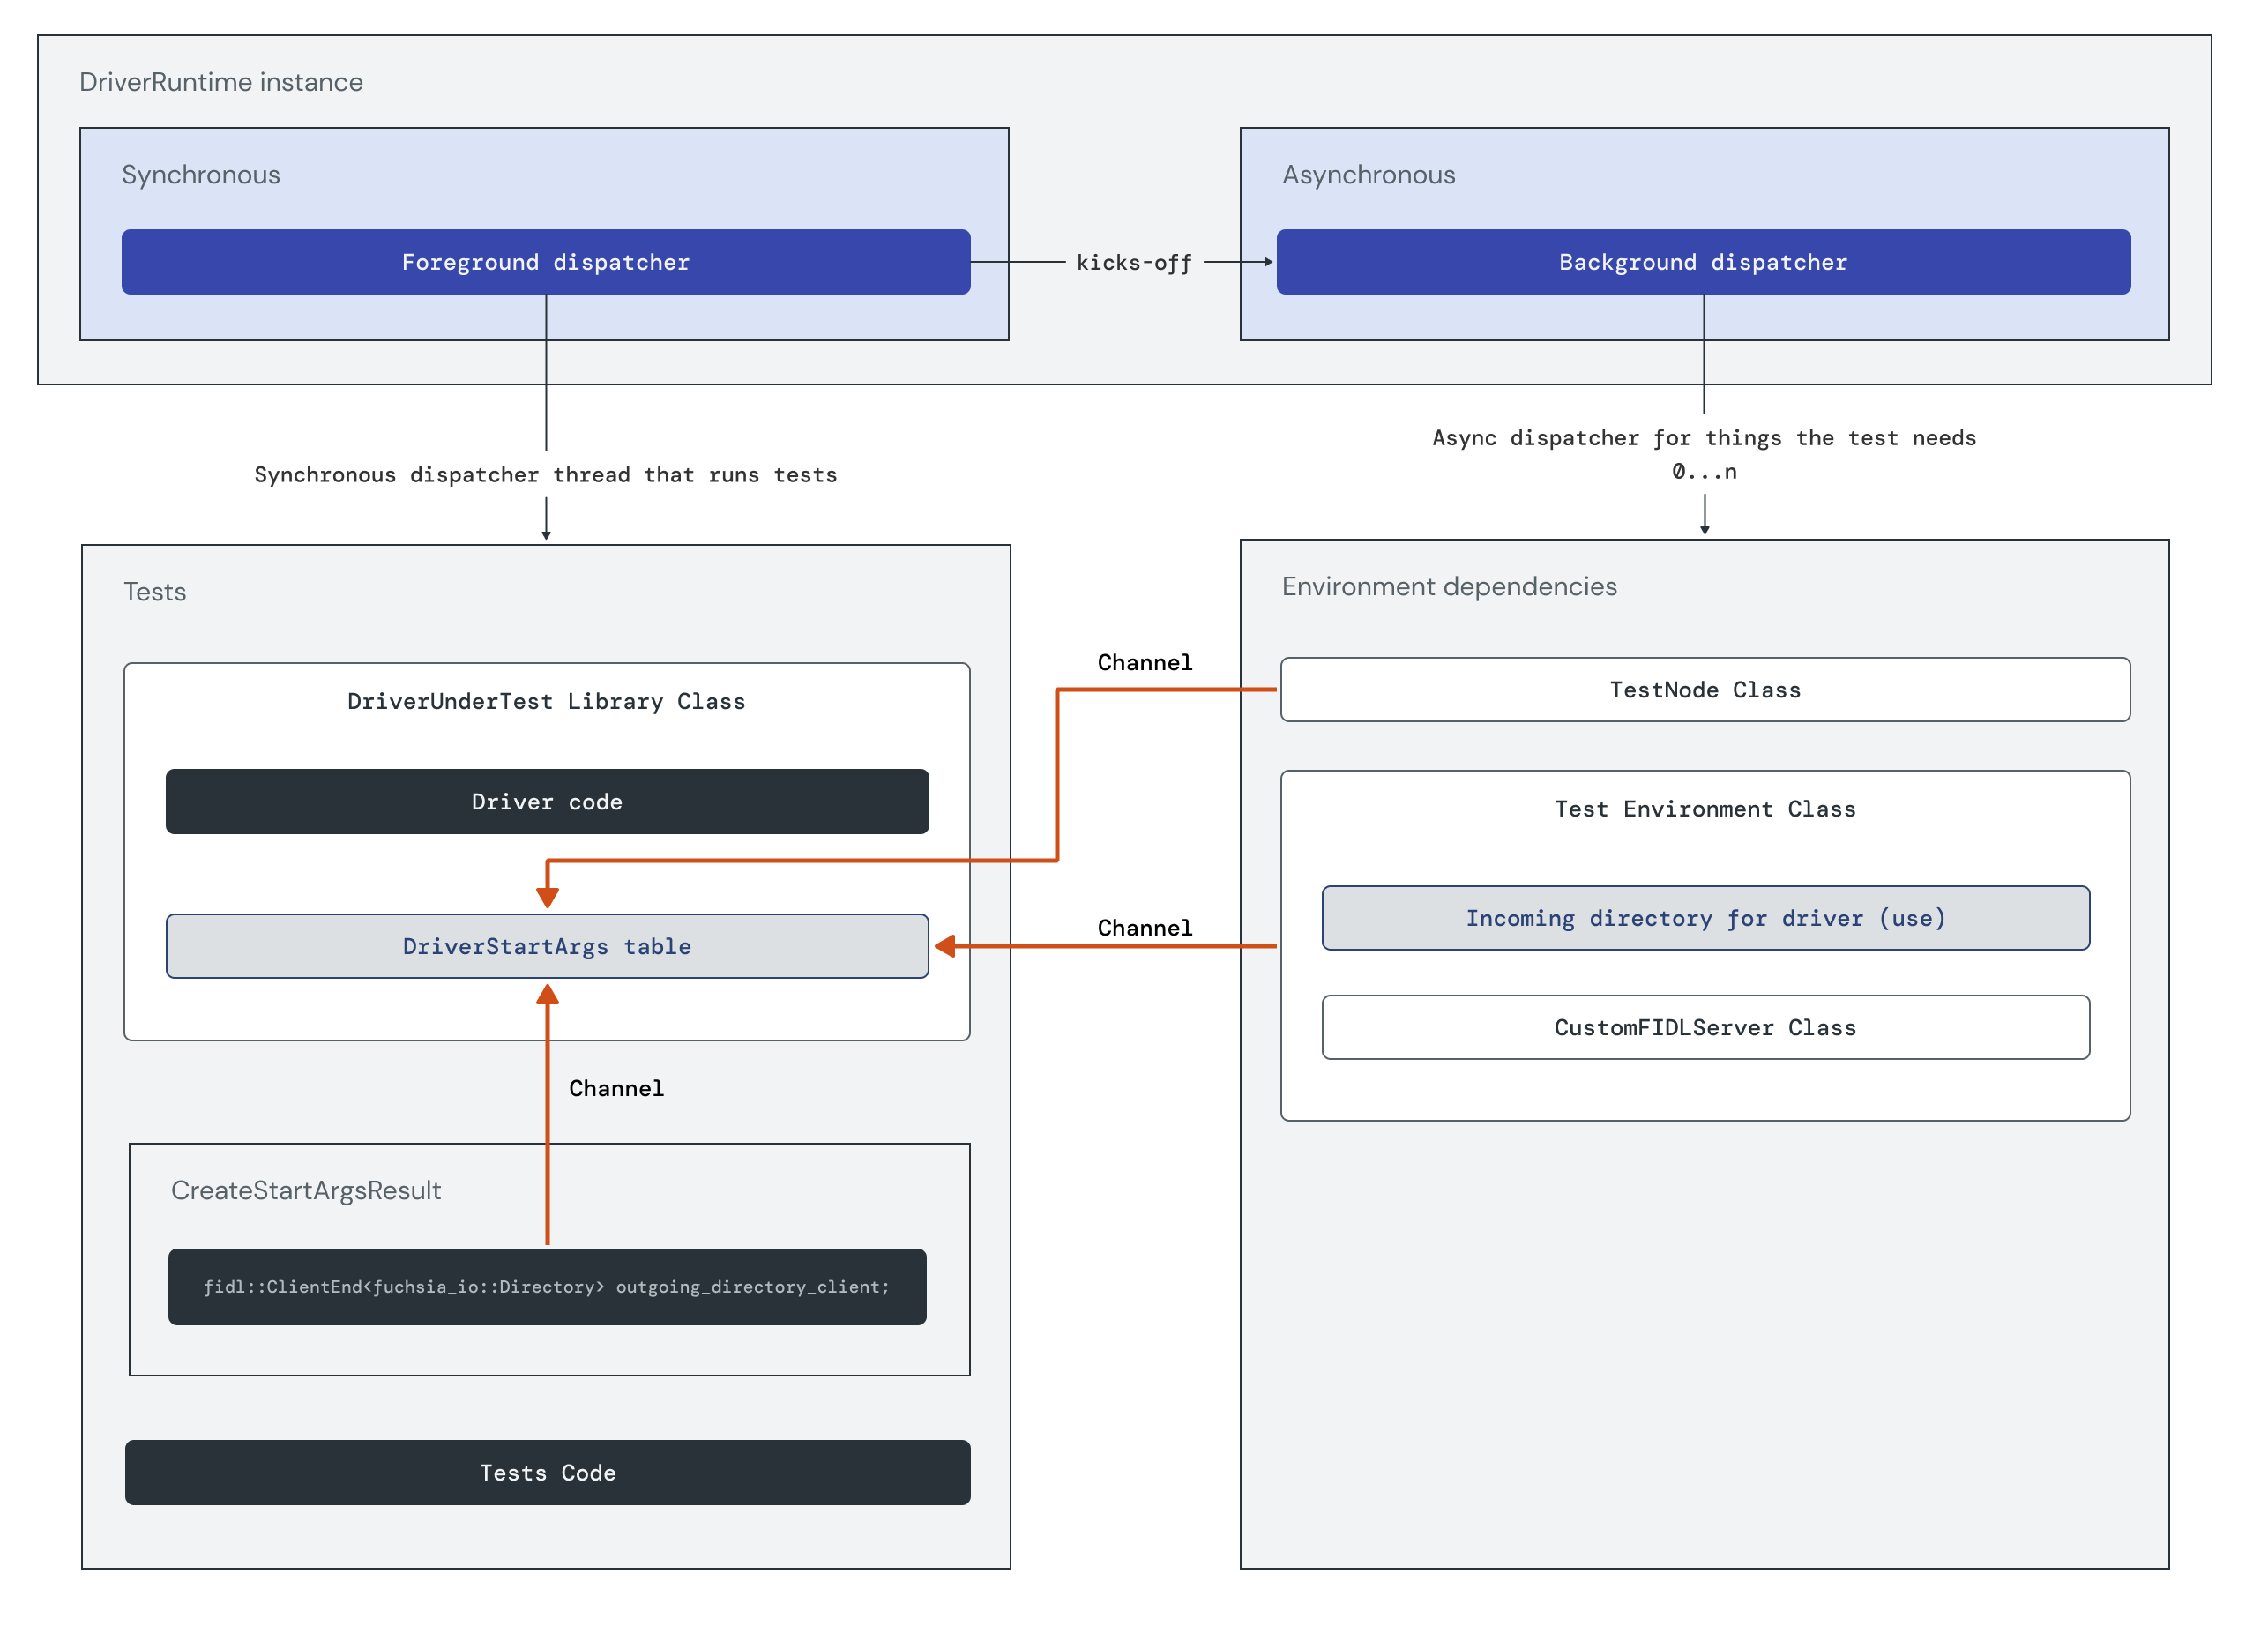 DriverRuntime instance
Synchronous
Asynchronous
Foreground dispatcher
kicks-off
Background dispatcher
Synchronous dispatcher thread that runs tests
Async dispatcher for things the test needs
0...n
Tests
DriverUnderTest Library Class
Driver code
DriverStartArgs table
Channel
CreateStartArgsResult
fidl::ClientEnd<fuchsia_io::Directory> outgoing_directory_client;
Tests Code
Channel
Channel
Environment dependencies
TestNode Class
Test Environment Class
Incoming directory for driver (use)
CustomFIDLServer Class